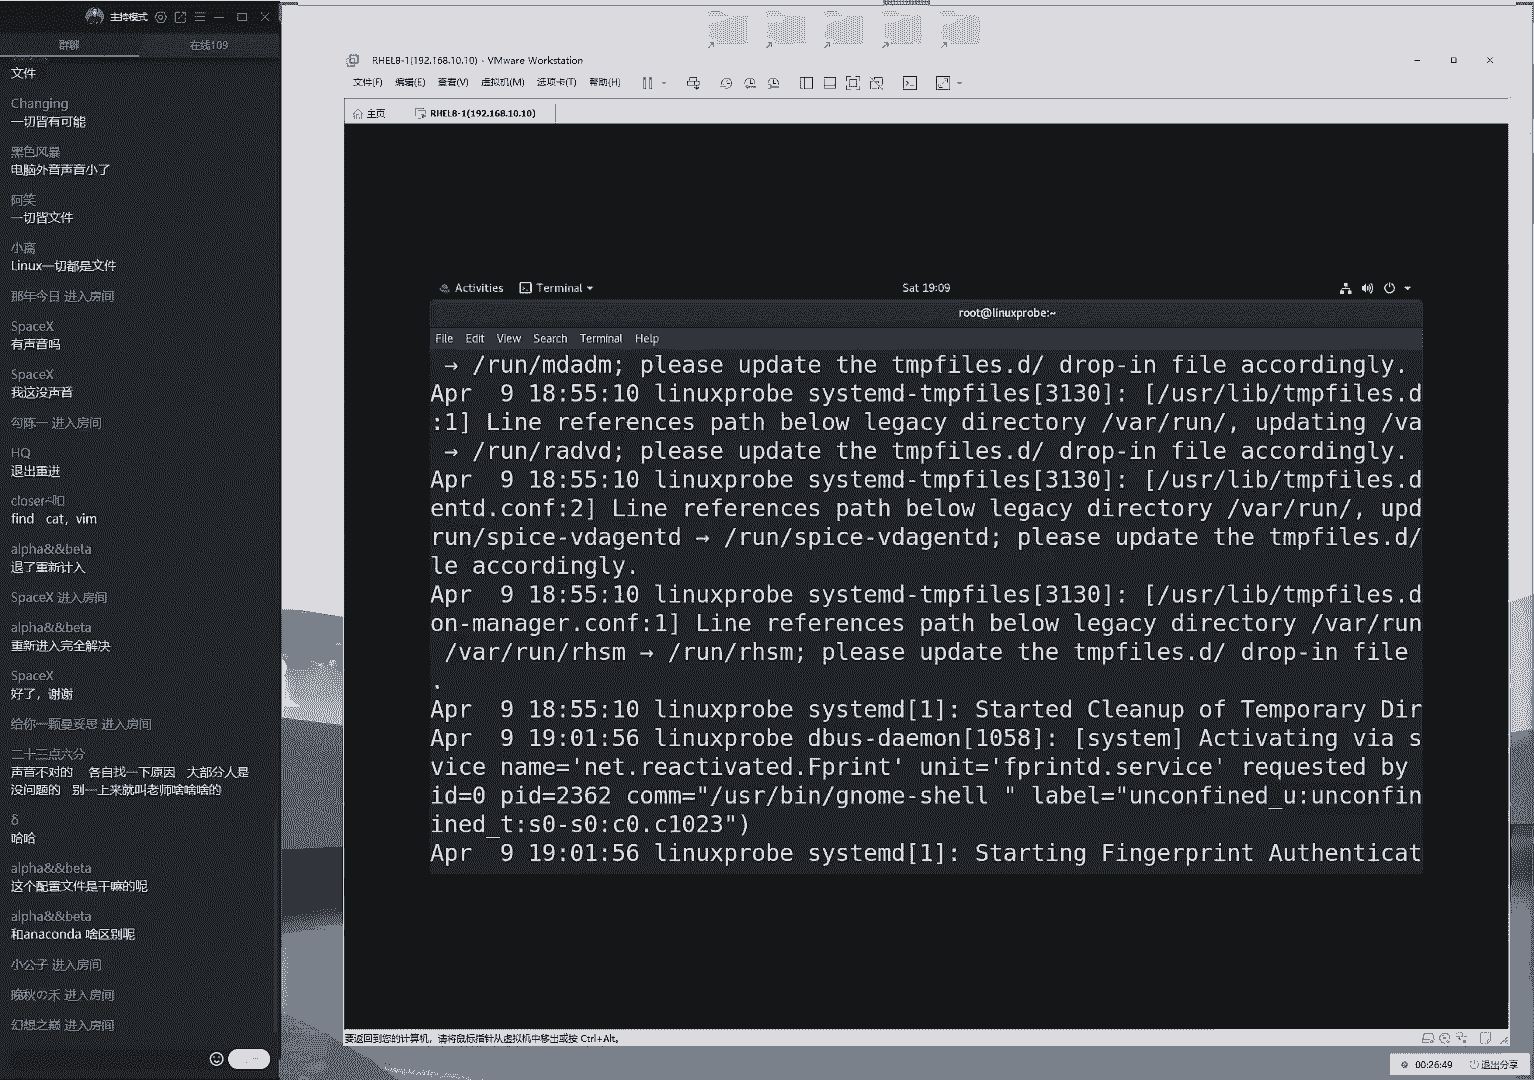 主持模式
群聊
在线109
文件
Changing
一切皆有可能
黑色风暴
电脑外音声音小了
阿笑
一切皆文件
小离
Linux一切都是文件
那年今日 进入房间
SpaceX
有声音吗
SpaceX
我这没声音
勾陈一 进入房间
HQ
退出重进
find cat，vim
alpha&&beta
退了重新计入
SpaceX 进入房间
alpha&&beta
重新进入完全解决
SpaceX
好了，谢谢
给你一颗曼妥思 进入房间
二十三点六分
声音不对的 各自找一下原因 大部分人是
没问题的 别一上来就叫老师啥啥啥的
δ
哈哈
alpha&&beta
这个配置文件是干嘛的呢
alpha&&beta
和anaconda 啥区别呢
小公子 进入房间
晚秋の禾 进入房间
幻想之巅 进入房间
RHEL8-1(192.168.10.10) - VMware Workstation
文件(F) 编辑(E) 查看(V) 虚拟机(M) 选项卡(T) 帮助(H)
主页
RHEL8-1(192.168.10.10)
Activities
Terminal
Sat 19:09
root@linuxprobe:~
File Edit View Search Terminal Help
→ /run/mdadm; please update the tmpfiles.d/ drop-in file accordingly.
Apr  9 18:55:10 linuxprobe systemd-tmpfiles[3130]: [/usr/lib/tmpfiles.d
:1] Line references path below legacy directory /var/run/, updating /va
→ /run/radvd; please update the tmpfiles.d/ drop-in file accordingly.
Apr  9 18:55:10 linuxprobe systemd-tmpfiles[3130]: [/usr/lib/tmpfiles.d
entd.conf:2] Line references path below legacy directory /var/run/, upd
run/spice-vdagentd → /run/spice-vdagentd; please update the tmpfiles.d/
le accordingly.
Apr  9 18:55:10 linuxprobe systemd-tmpfiles[3130]: [/usr/lib/tmpfiles.d
on-manager.conf:1] Line references path below legacy directory /var/run
/var/run/rhsm → /run/rhsm; please update the tmpfiles.d/ drop-in file
.
Apr  9 18:55:10 linuxprobe systemd[1]: Started Cleanup of Temporary Dir
Apr  9 19:01:56 linuxprobe dbus-daemon[1058]: [system] Activating via s
vice name='net.reactivated.Fprint' unit='fprintd.service' requested by
id=0 pid=2362 comm="/usr/bin/gnome-shell " label="unconfined_u:unconfin
ined_t:s0-s0:c0.c1023")
Apr  9 19:01:56 linuxprobe systemd[1]: Starting Fingerprint Authenticat
要返回到您的计算机，请将鼠标指针从虚拟机中移出或按 Ctrl+Alt。
00:26:49
退出分享